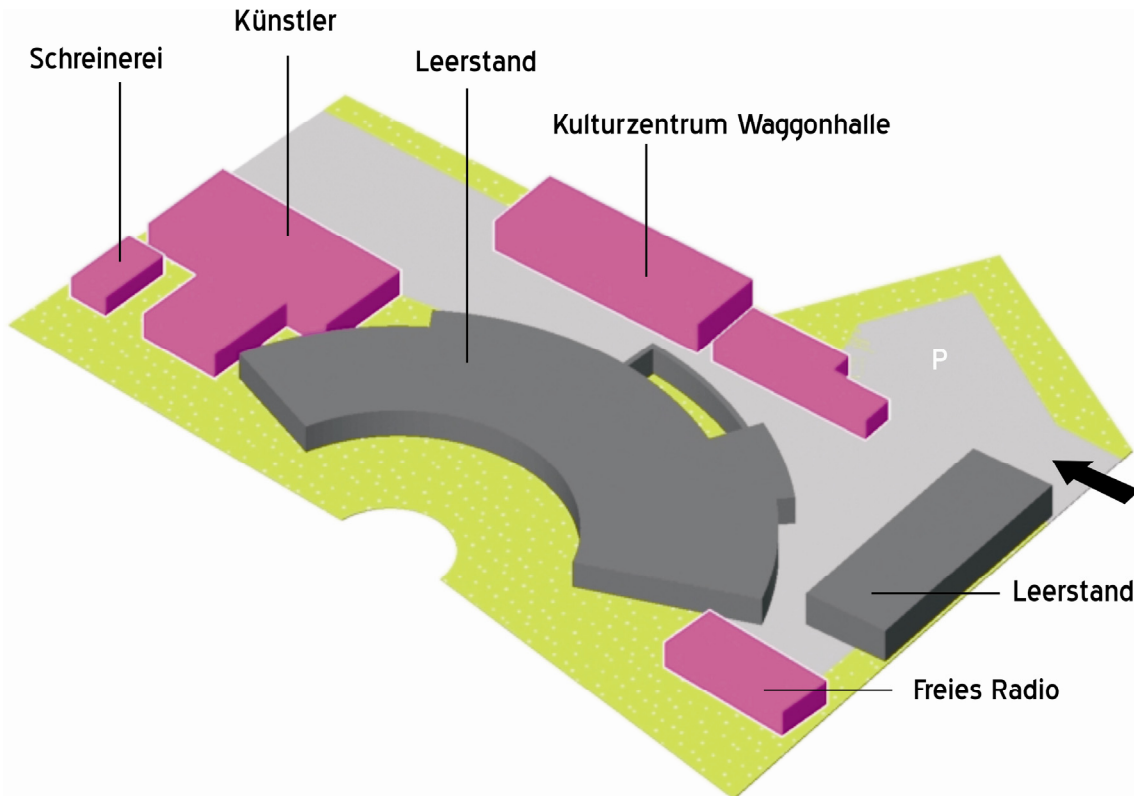 Künstler
Schreinerei
Leerstand
Kulturzentrum Waggonhalle
P
Leerstand
Freies Radio